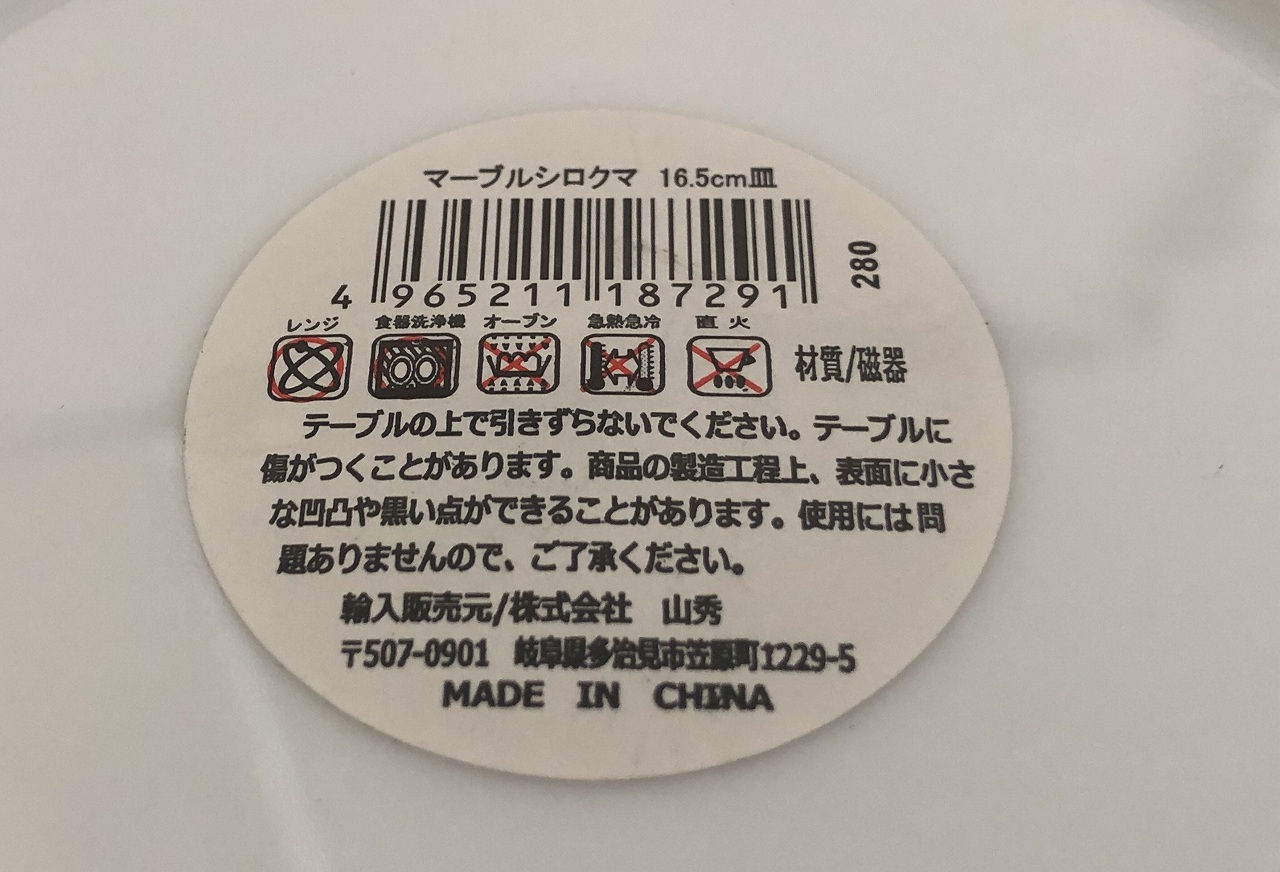 マーブルシロクマ 16.5cm皿
4 965211 187291
280
レンジ 食器洗浄機 オーブン 急熱急冷 直火
材質/磁器
テーブルの上で引きずらないでください。テーブルに
傷がつくことがあります。商品の製造工程上、表面に小さ
な凹凸や黒い点ができることがあります。使用には問
題ありませんので、ご了承ください。
輸入販売元/株式会社 山秀
〒507-0901 岐阜県多治見市笠原町1229-5
MADE IN CHINA